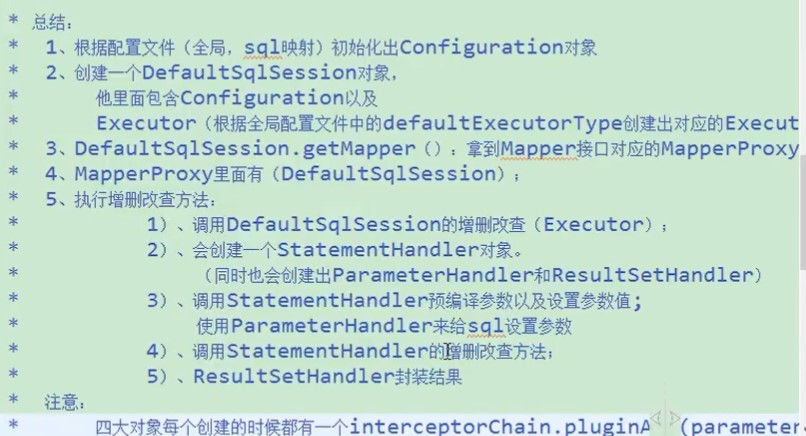 * 总结:
* 1、根据配置文件（全局，sql映射）初始化出Configuration对象
* 2、创建一个DefaultSqlSession对象，
* 他里面包含Configuration以及
* Executor（根据全局配置文件中的defaultExecutorType创建出对应的Execut
* 3、DefaultSqlSession.getMapper（）：拿到Mapper接口对应的MapperProxy
* 4、MapperProxy里面有（DefaultSqlSession）；
* 5、执行增删改查方法:
* 1）、调用DefaultSqlSession的增删改查（Executor）；
* 2）、会创建一个StatementHandler对象。
* （同时也会创建出ParameterHandler和ResultSetHandler）
* 3）、调用StatementHandler预编译参数以及设置参数值;
* 使用ParameterHandler来给sql设置参数
* 4）、调用StatementHandler的增删改查方法；
* 5）、ResultSetHandler封装结果
* 注意:
* 四大对象每个创建的时候都有一个interceptorChain.pluginA (parameter